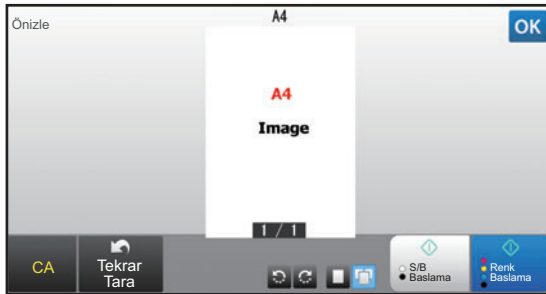 Önizle
A4
OK
A4
Image
1 / 1
CA
Tekrar
Tara
S/B
Baslama
Renk
Baslama